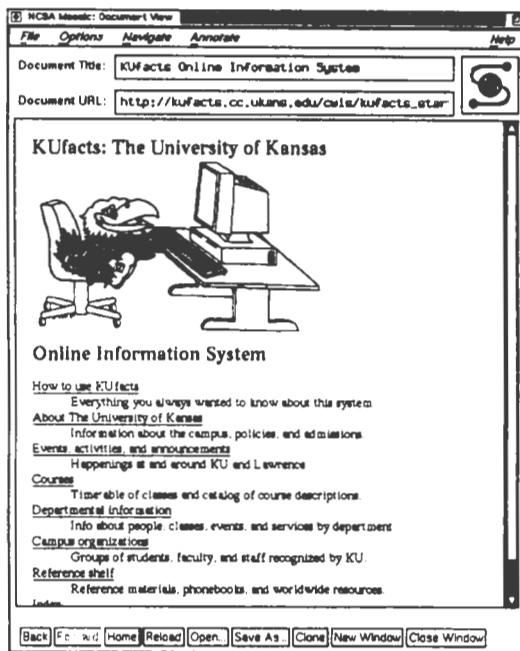 NCSA Mosaic: Document View
File Options Navigate Annotate Help
Document Title: KUfacts Online Information System
Document URL: http://kufacts.cc.ukans.edu/cwis/kufacts_star
KUfacts: The University of Kansas
Online Information System
How to use KUfacts
Everything you always wanted to know about this system
About The University of Kansas
Information about the campus, policies, and admissions
Events, activities, and announcements
Happenings at and around KU and Lawrence
Courses
Timetable of classes and catalog of course descriptions.
Departmental information
Info about people, classes, events, and services by department
Campus organizations
Groups of students, faculty, and staff recognized by KU.
Reference shelf
Reference materials, phonebooks, and worldwide resources.
Index
Back Forward Home Reload Open... Save As... Clone New Window Close Window